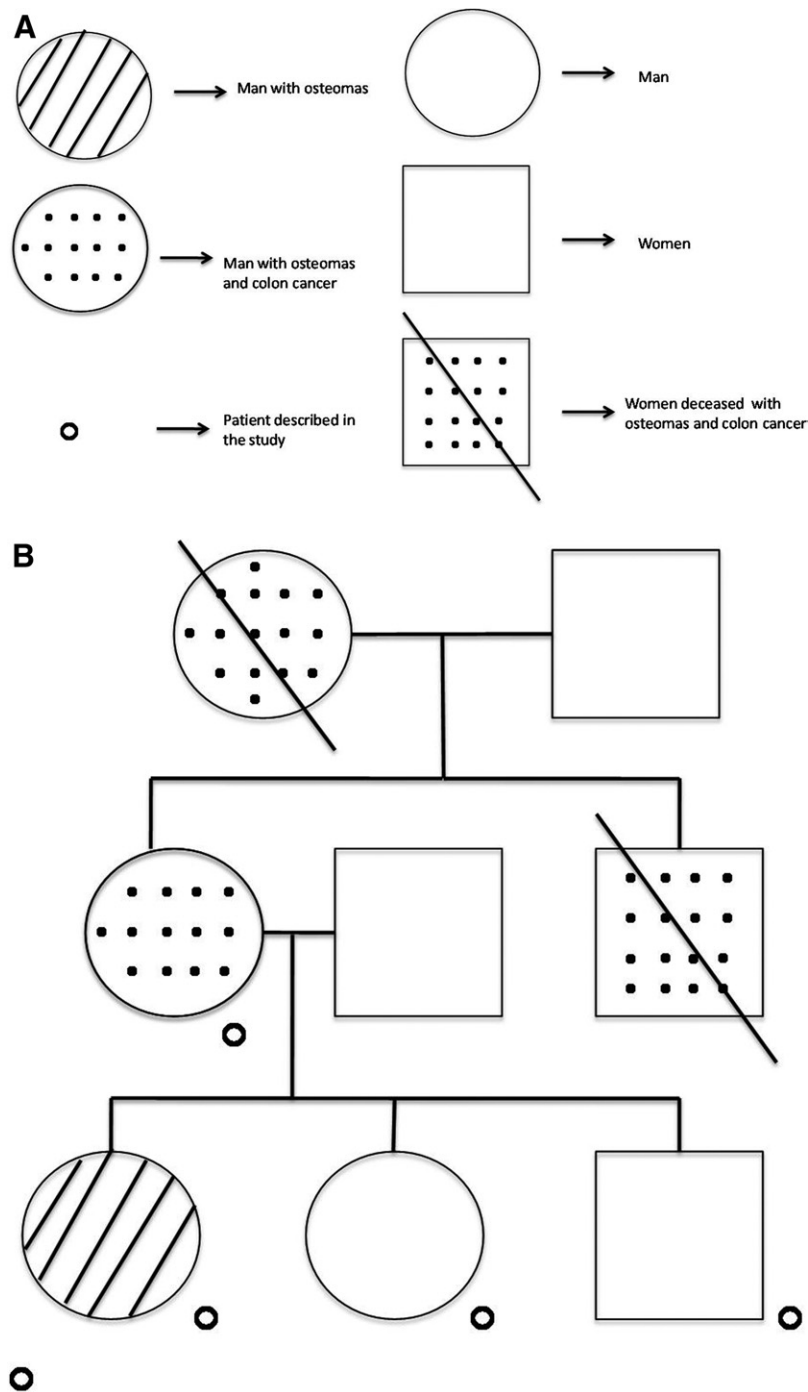 A
Man with osteomas
Man
Man with osteomas
and colon cancer
Women
Patient described in
the study
Women deceased with
osteomas and colon cancer
B